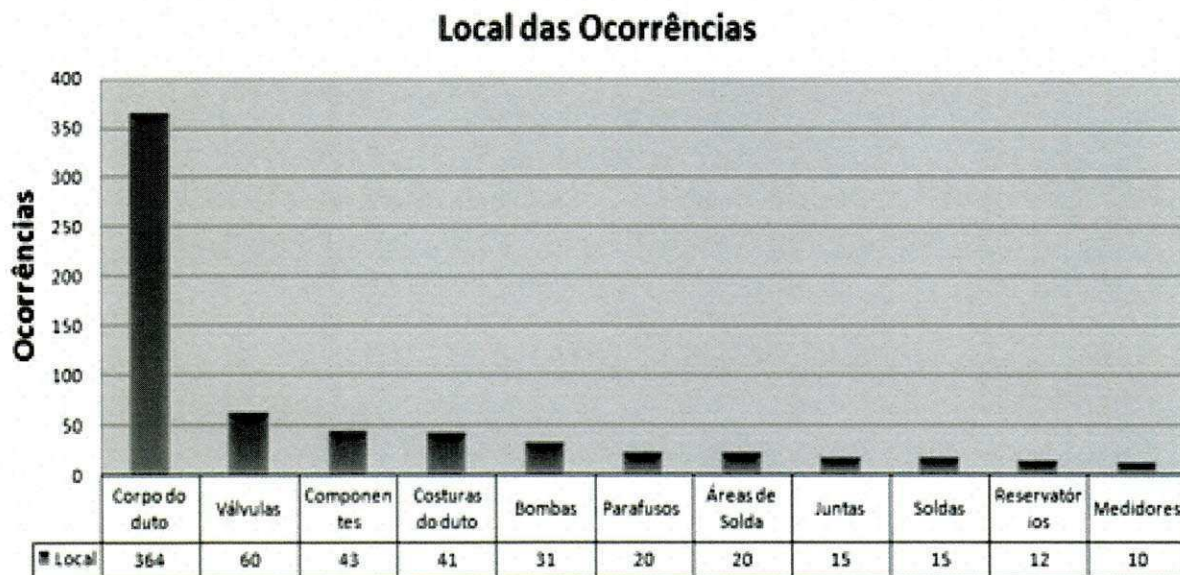 Local das Ocorrências
Ocorrências
400
350
300
250
200
150
100
50
0
Corpo do duto Válvulas Componentes Costuras do duto Bombas Parafusos Áreas de Solda Juntas Soldas Reservatórios Medidores
Local 364 60 43 41 31 20 20 15 15 12 10